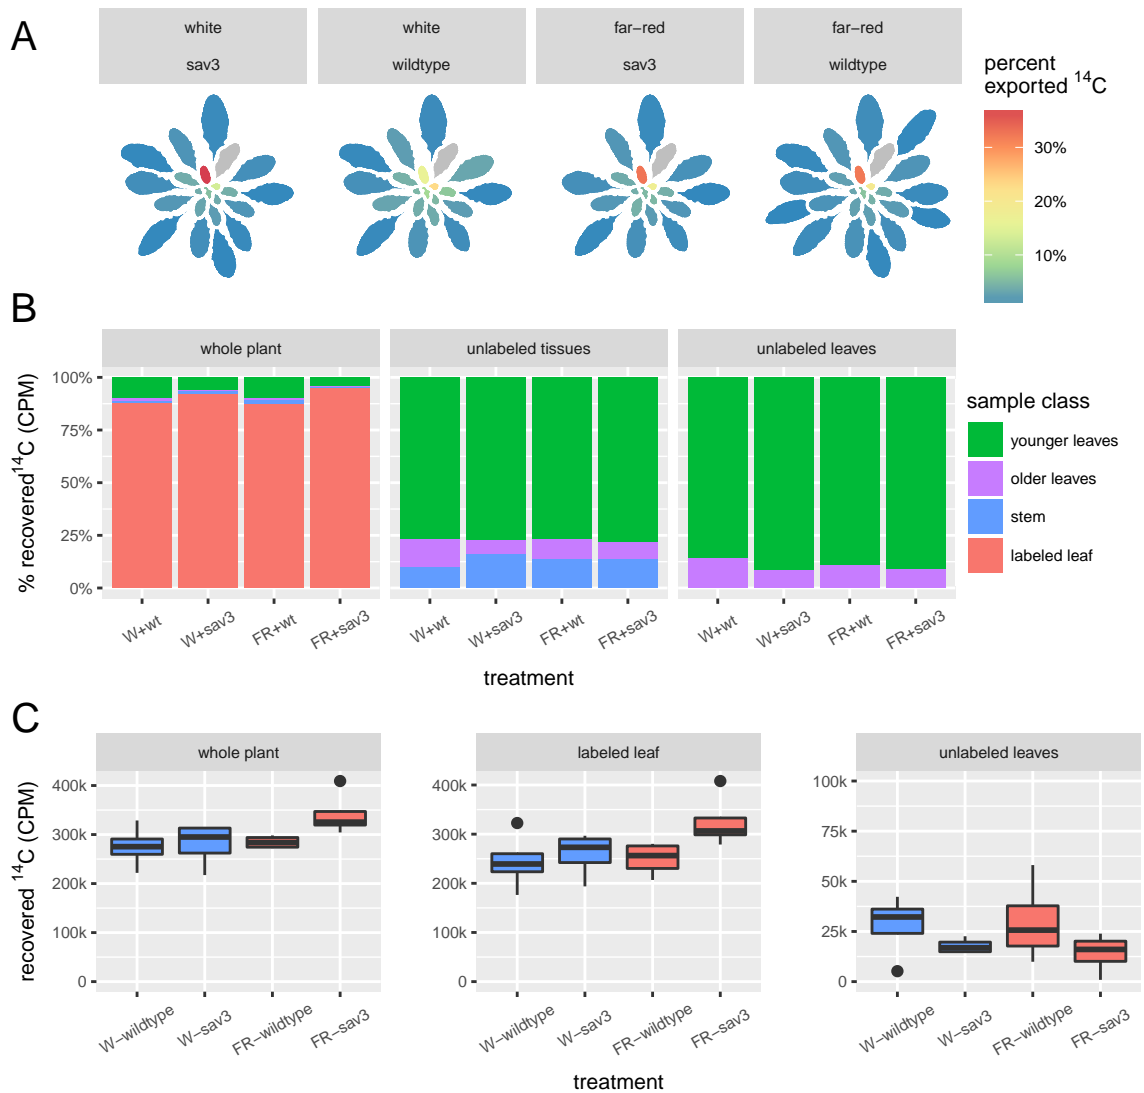 A
white
white
far−red
far−red
sav3
wildtype
sav3
wildtype
percent
exported ¹⁴C
30%
20%
10%
B
whole plant
unlabeled tissues
unlabeled leaves
% recovered¹⁴C (CPM)
100%
75%
50%
25%
0%
W+wt
W+sav3
FR+wt
FR+sav3
W+wt
W+sav3
FR+wt
FR+sav3
W+wt
W+sav3
FR+wt
FR+sav3
treatment
sample class
younger leaves
older leaves
stem
labeled leaf
C
whole plant
labeled leaf
unlabeled leaves
recovered ¹⁴C (CPM)
400k
300k
200k
100k
0
400k
300k
200k
100k
0
100k
75k
50k
25k
0
W−wildtype
W−sav3
FR−wildtype
FR−sav3
W−wildtype
W−sav3
FR−wildtype
FR−sav3
W−wildtype
W−sav3
FR−wildtype
FR−sav3
treatment